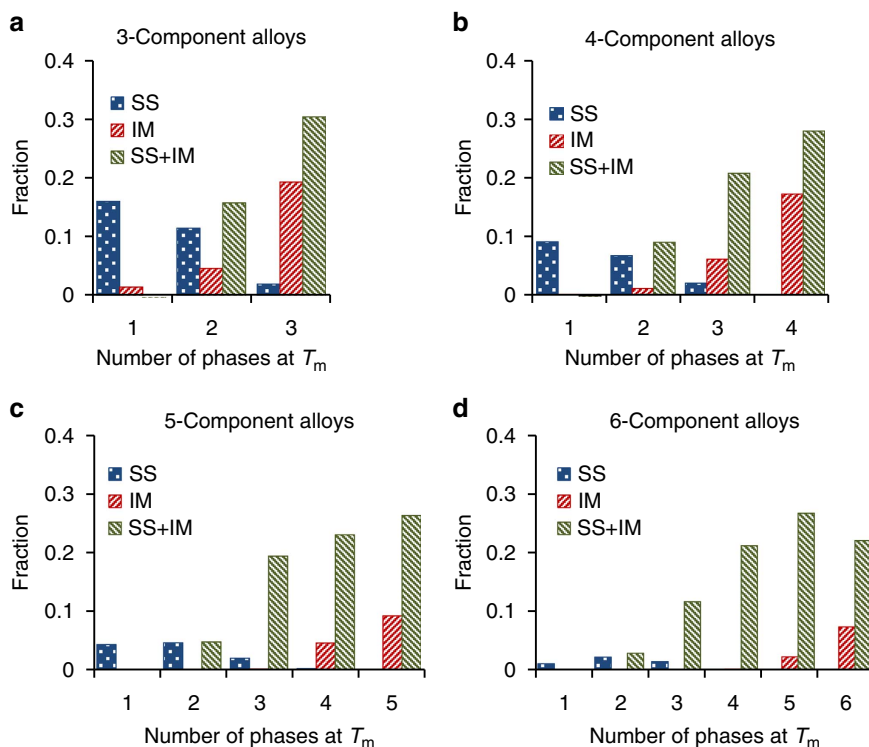 a
3-Component alloys
0.4
0.3
0.2
0.1
0
Fraction
SS
IM
SS+IM
1 2 3
Number of phases at Tm
b
4-Component alloys
0.4
0.3
0.2
0.1
0
Fraction
SS
IM
SS+IM
1 2 3 4
Number of phases at Tm
c
5-Component alloys
0.4
0.3
0.2
0.1
0
Fraction
SS
IM
SS+IM
1 2 3 4 5
Number of phases at Tm
d
6-Component alloys
0.4
0.3
0.2
0.1
0
Fraction
SS
IM
SS+IM
1 2 3 4 5 6
Number of phases at Tm